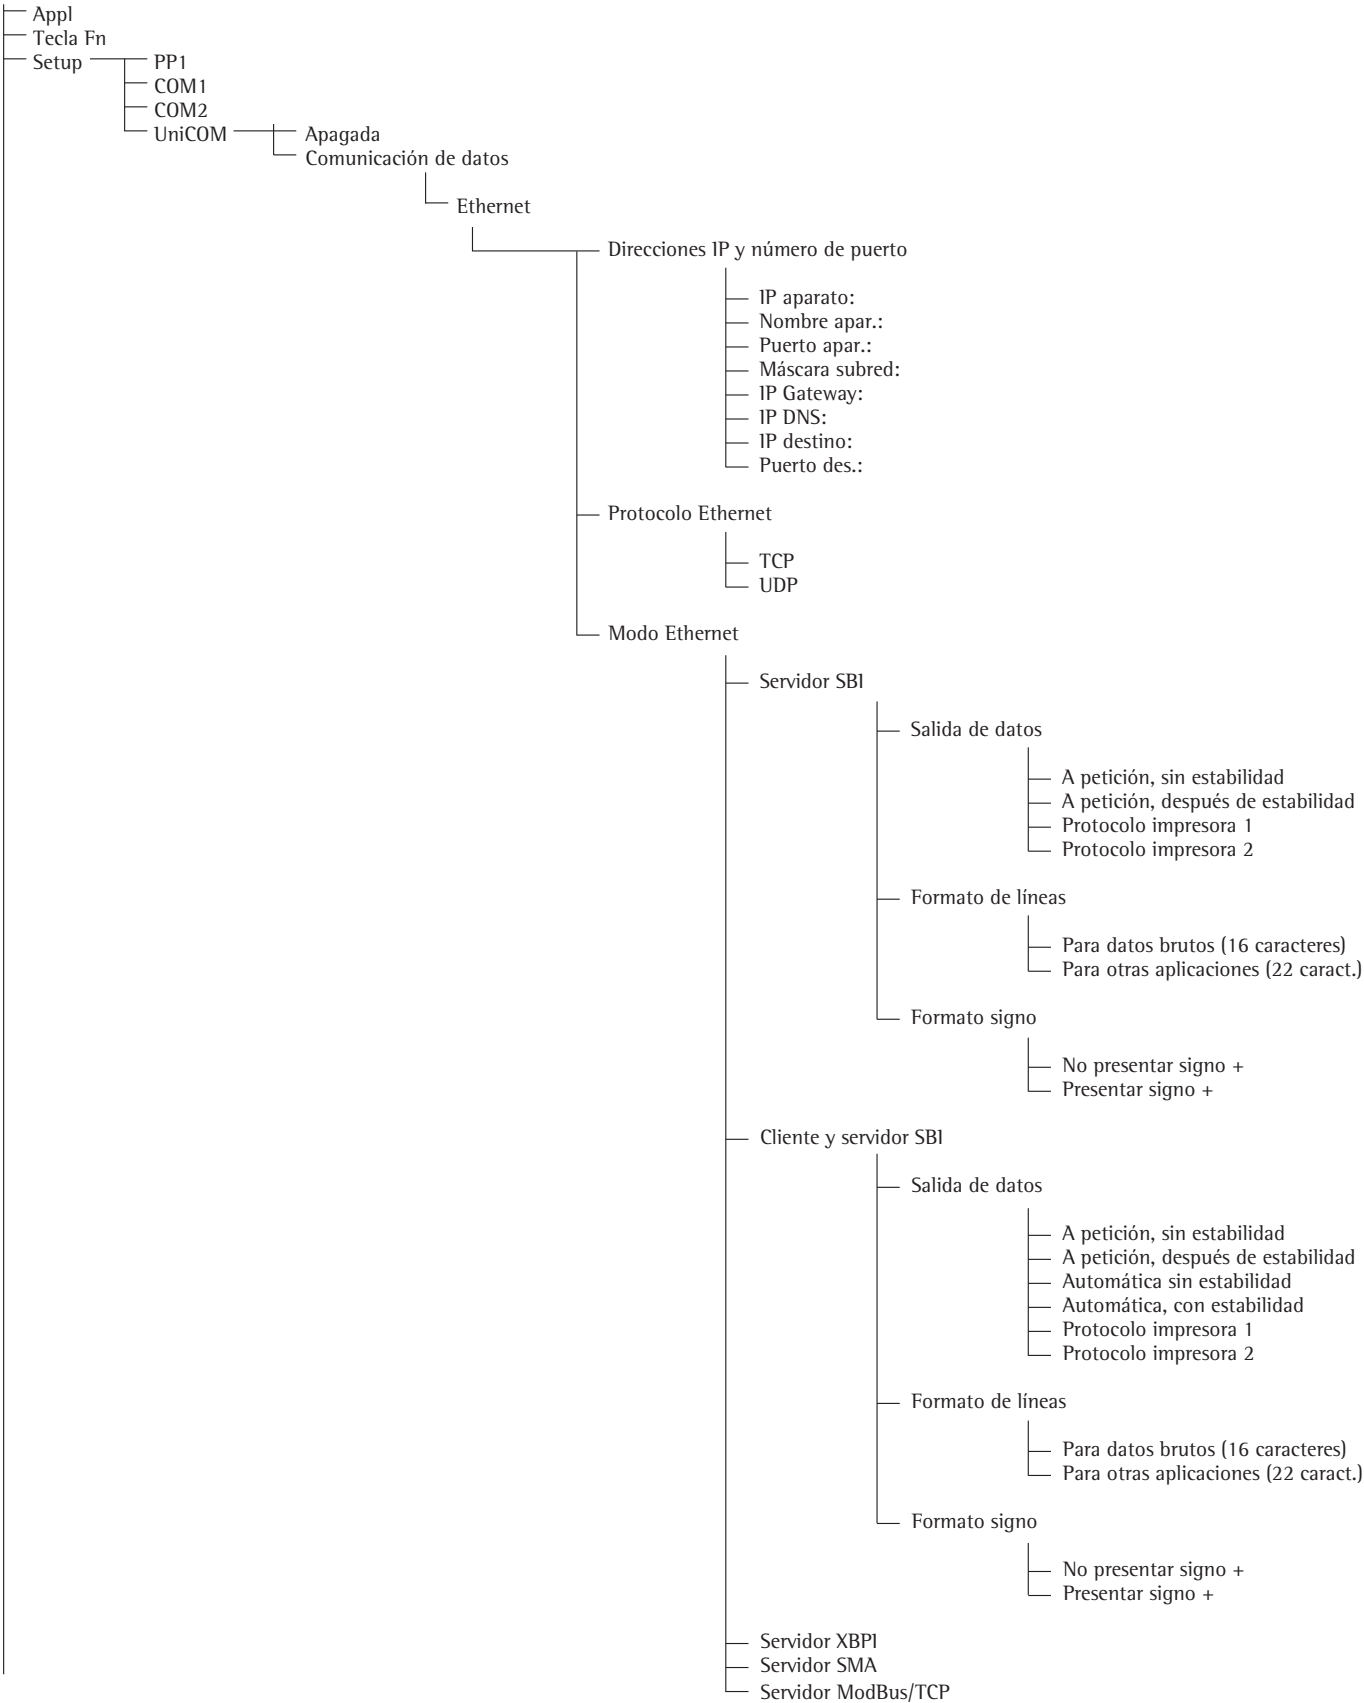 Appl
Tecla Fn
Setup PP1
COM1
COM2
UniCOM Apagada
Comunicación de datos
Ethernet
Direcciones IP y número de puerto
IP aparato:
Nombre apar.:
Puerto apar.:
Máscara subred:
IP Gateway:
IP DNS:
IP destino:
Puerto des.:
Protocolo Ethernet
TCP
UDP
Modo Ethernet
Servidor SBI
Salida de datos
A petición, sin estabilidad
A petición, después de estabilidad
Protocolo impresora 1
Protocolo impresora 2
Formato de líneas
Para datos brutos (16 caracteres)
Para otras aplicaciones (22 caract.)
Formato signo
No presentar signo +
Presentar signo +
Cliente y servidor SBI
Salida de datos
A petición, sin estabilidad
A petición, después de estabilidad
Automática sin estabilidad
Automática, con estabilidad
Protocolo impresora 1
Protocolo impresora 2
Formato de líneas
Para datos brutos (16 caracteres)
Para otras aplicaciones (22 caract.)
Formato signo
No presentar signo +
Presentar signo +
Servidor XBPI
Servidor SMA
Servidor ModBus/TCP